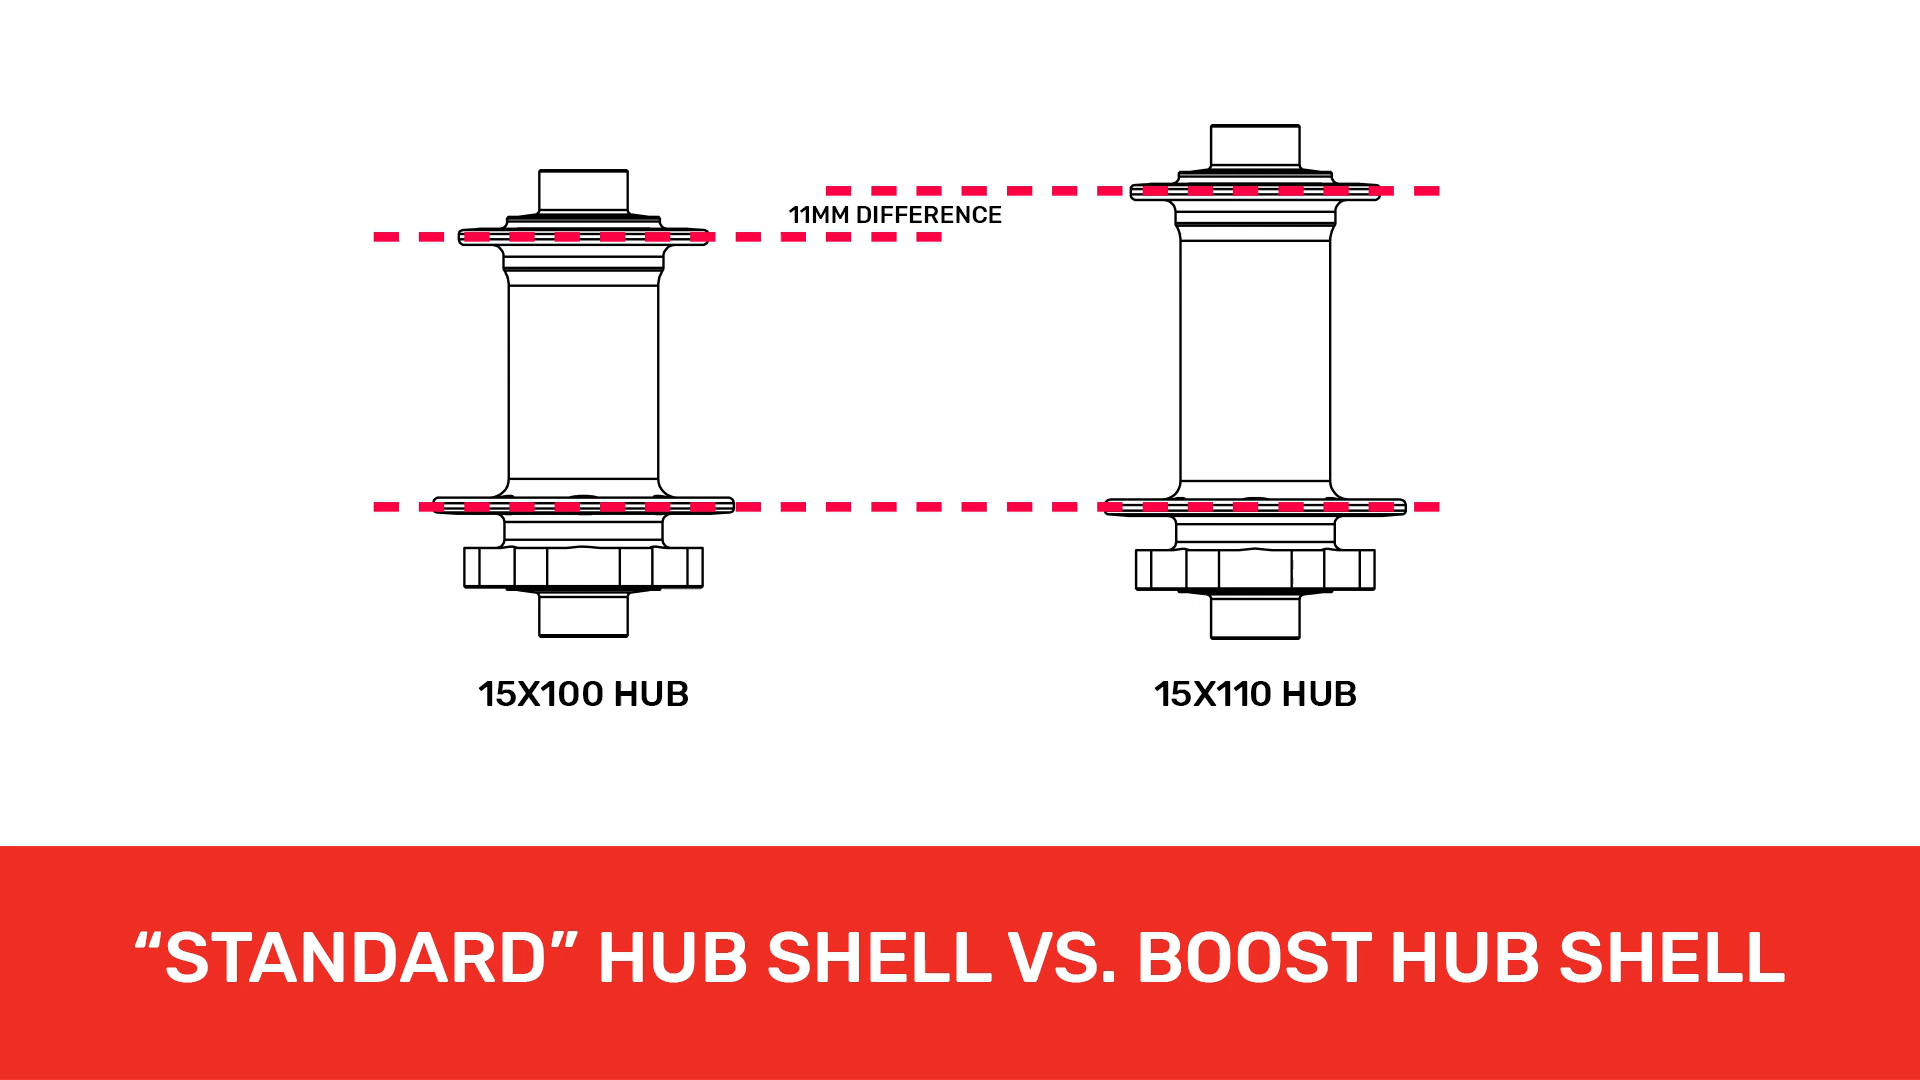 11MM DIFFERENCE
15X100 HUB
15X110 HUB
“STANDARD” HUB SHELL VS. BOOST HUB SHELL